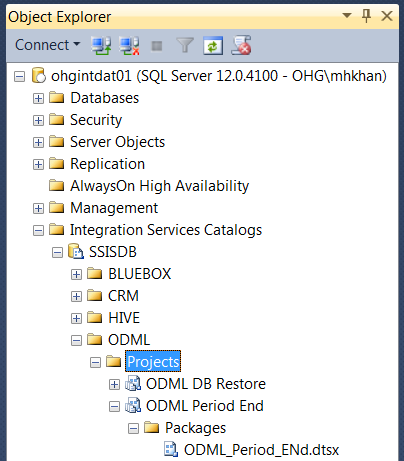 Object Explorer
Connect
ohgintdat01 (SQL Server 12.0.4100 - OHG\mhkhan)
Databases
Security
Server Objects
Replication
AlwaysOn High Availability
Management
Integration Services Catalogs
SSISDB
BLUEBOX
CRM
HIVE
ODML
Projects
ODML DB Restore
ODML Period End
Packages
ODML_Period_ENd.dtsx